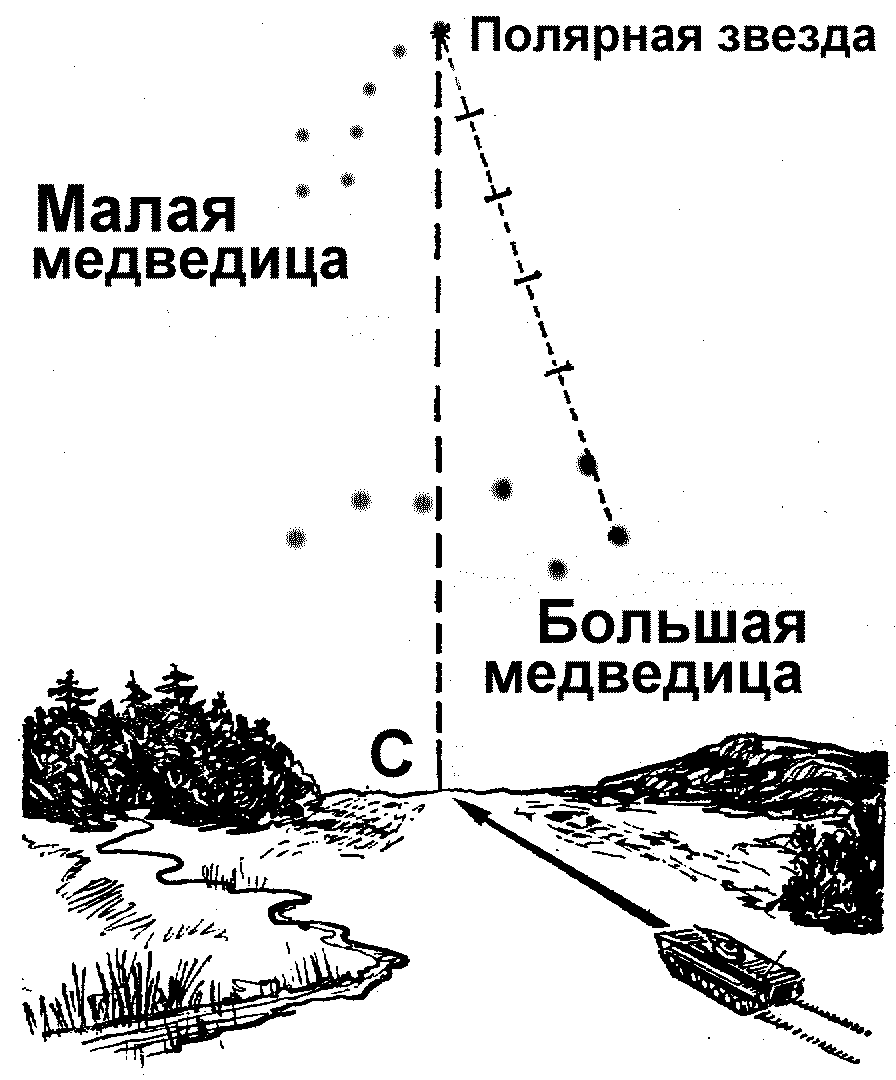 Полярная звезда
Малая
медведица
Большая
медведица
С